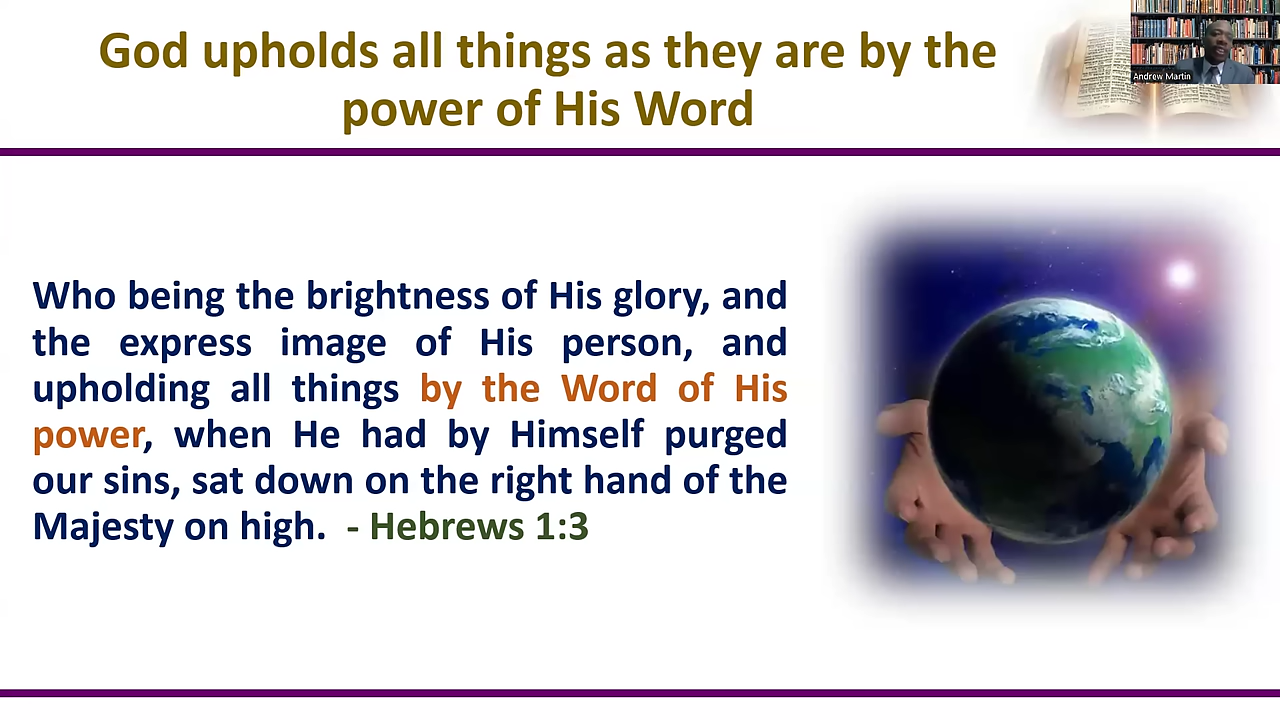 God upholds all things as they are by the
power of His Word
Andrew Martin
Who being the brightness of His glory, and
the express image of His person, and
upholding all things by the Word of His
power, when He had by Himself purged
our sins, sat down on the right hand of the
Majesty on high. - Hebrews 1:3